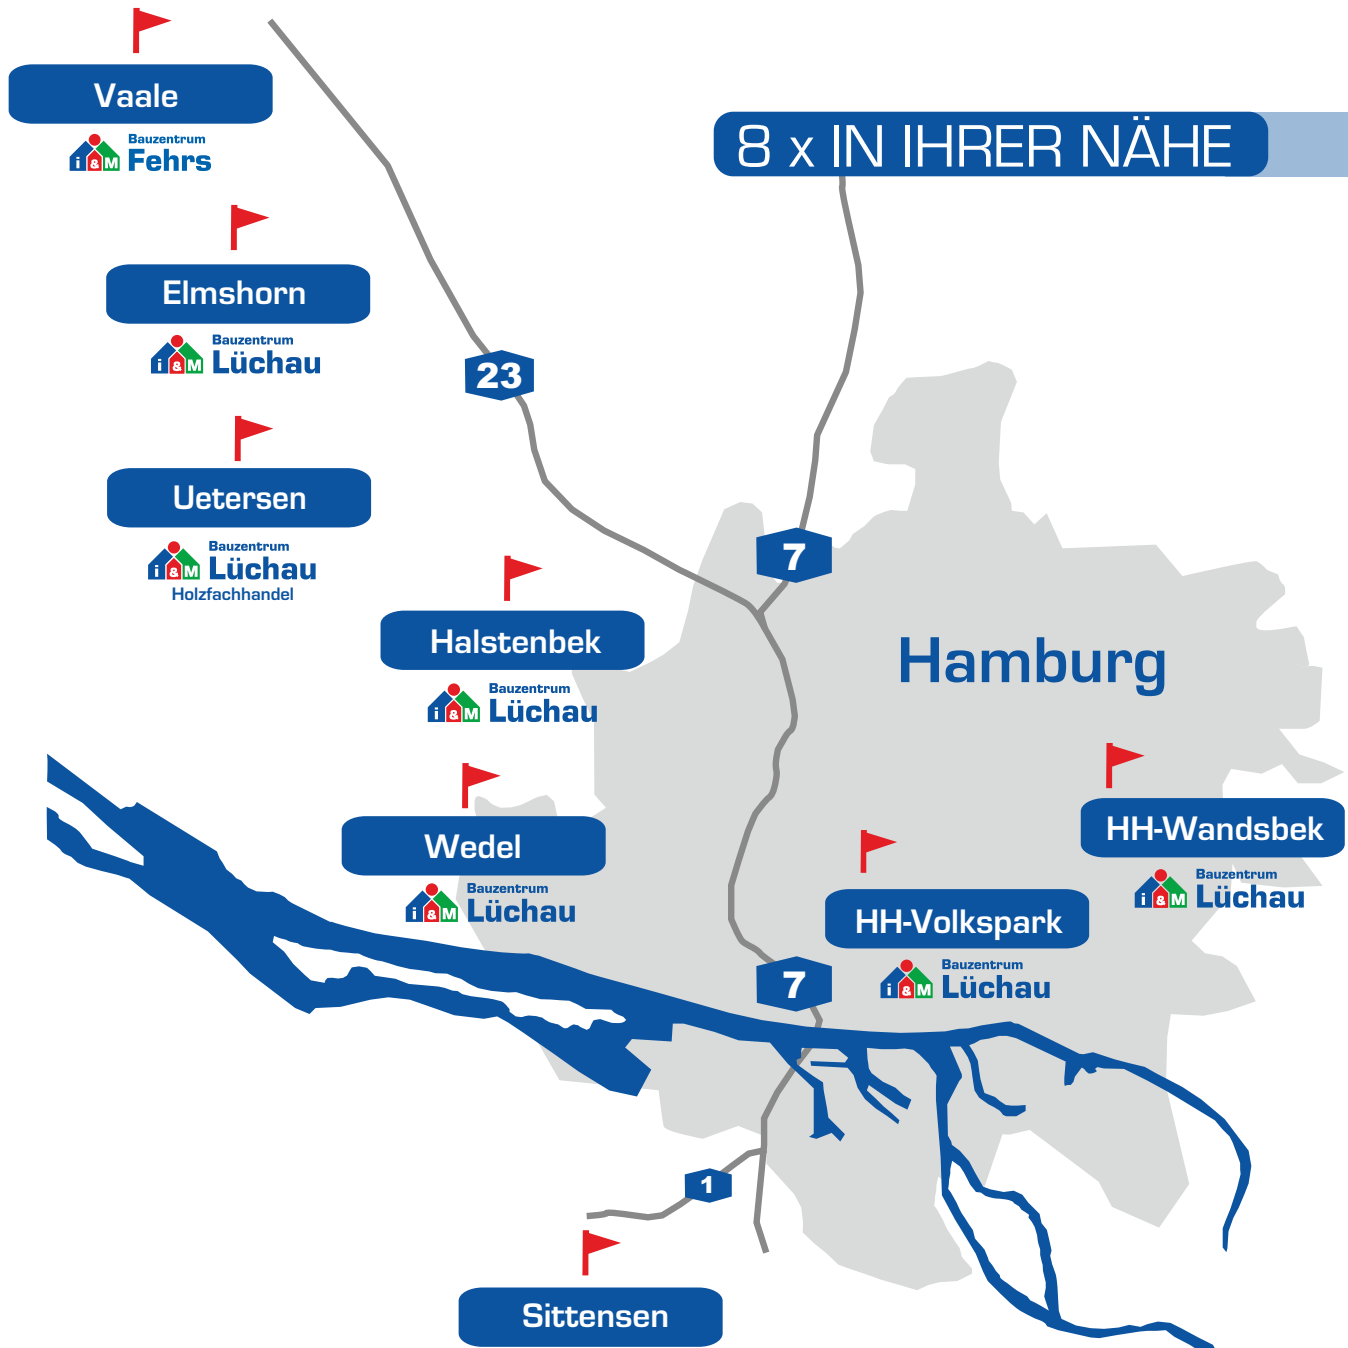 Vaale
i & M
Bauzentrum
Fehrs
8 x IN IHRER NÄHE
Elmshorn
i & M
Bauzentrum
Lüchau
23
Uetersen
i & M
Bauzentrum
Lüchau
Holzfachhandel
7
Halstenbek
i & M
Bauzentrum
Lüchau
Hamburg
Wedel
i & M
Bauzentrum
Lüchau
HH-Wandsbek
i & M
Bauzentrum
Lüchau
HH-Volkspark
i & M
Bauzentrum
Lüchau
7
1
Sittensen